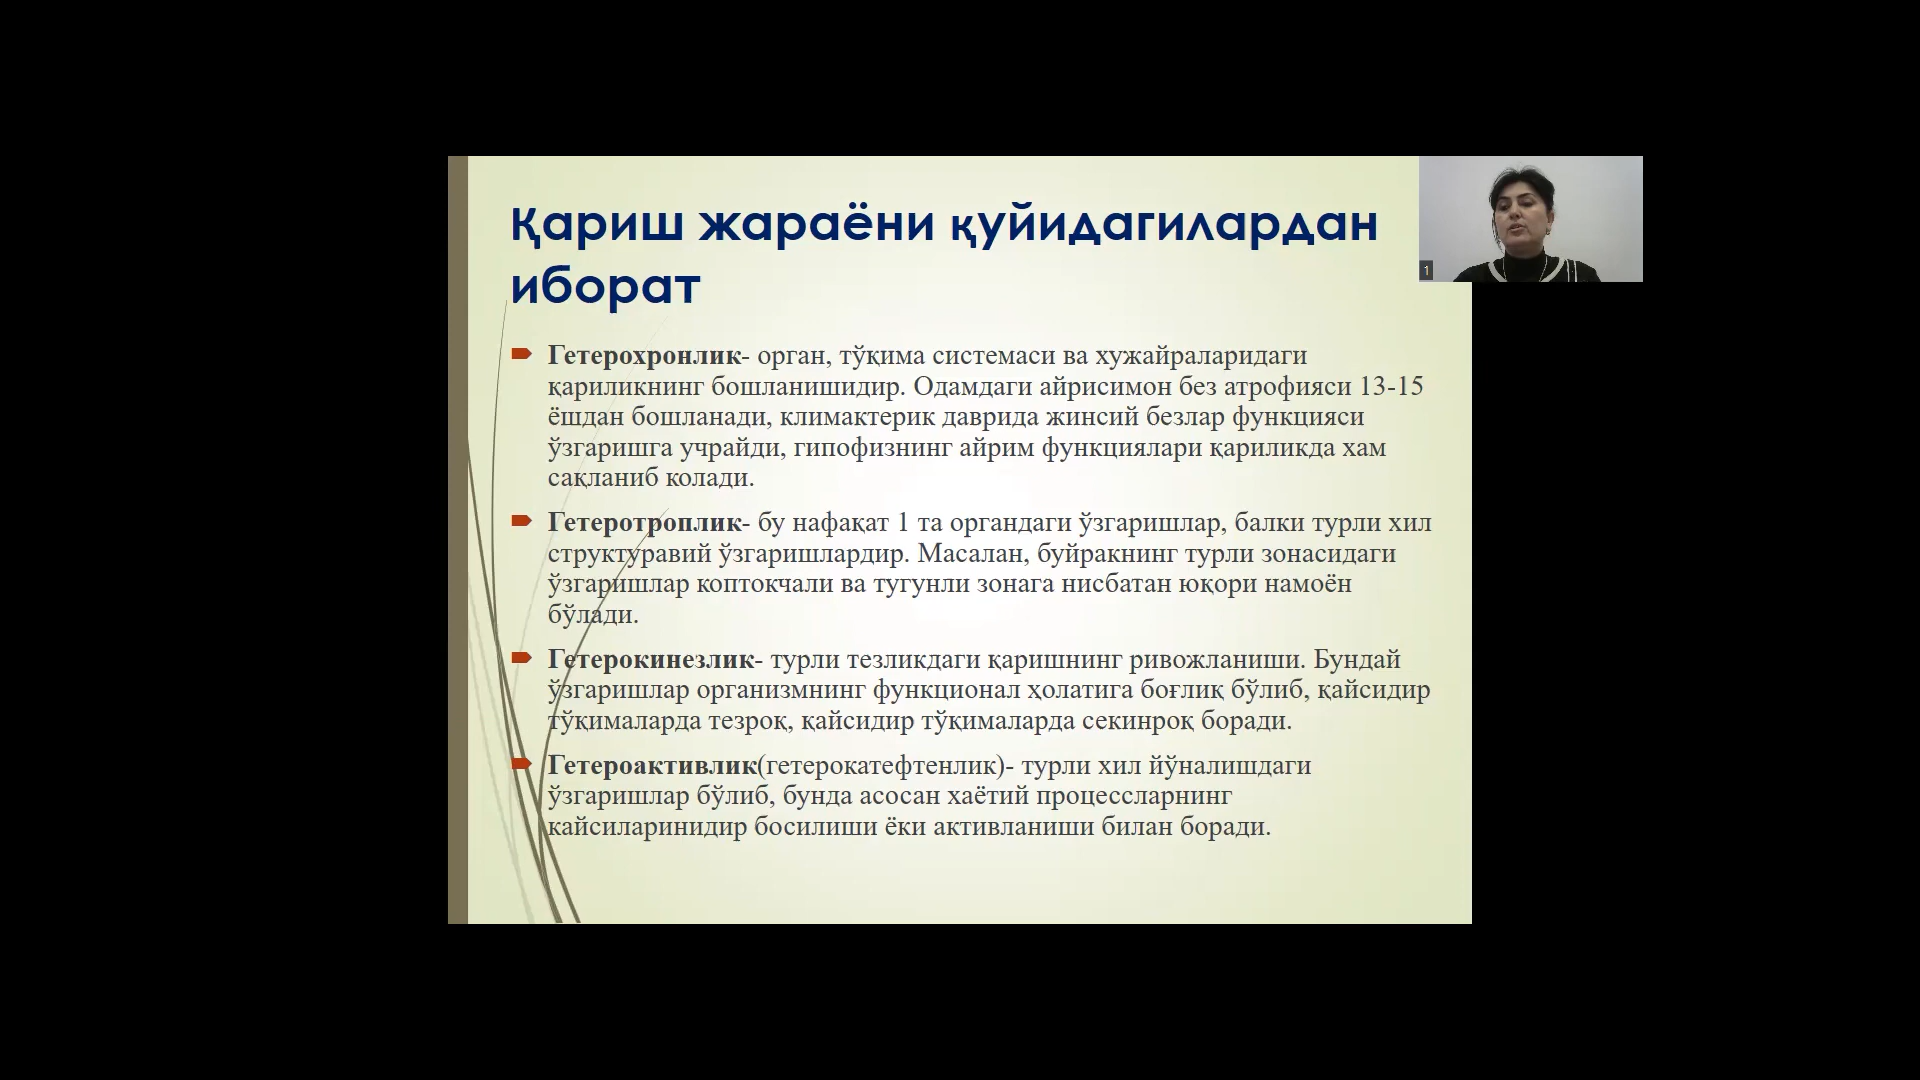 Қариш жараёни қуйидагилардан
иборат
Гетерохронлик- орган, тўқима системаси ва хужайраларидаги
қариликнинг бошланишидир. Одамдаги айрисимон без атрофияси 13-15
ёшдан бошланади, климактерик даврида жинсий безлар функцияси
ўзгаришга учрайди, гипофизнинг айрим функциялари қариликда хам
сақланиб колади.
Гетеротроплик- бу нафақат 1 та органдаги ўзгаришлар, балки турли хил
структуравий ўзгаришлардир. Масалан, буйракнинг турли зонасидаги
ўзгаришлар коптокчали ва тугунли зонага нисбатан юқори намоён
бўлади.
Гетерокинезлик- турли тезликдаги қаришнинг ривожланиши. Бундай
ўзгаришлар организмнинг функционал ҳолатига боғлиқ бўлиб, қайсидир
тўқималарда тезроқ, қайсидир тўқималарда секинроқ боради.
Гетероактивлик(гетерокатефтенлик)- турли хил йўналишдаги
ўзгаришлар бўлиб, бунда асосан хаётий процессларнинг
кайсиларинидир босилиши ёки активланиши билан боради.
1